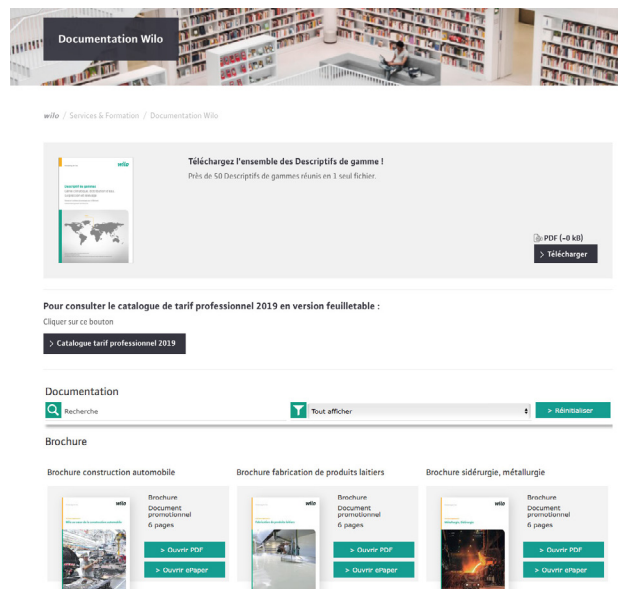 Documentation Wilo
wilo / Services & Formation / Documentation Wilo
wilo
Téléchargez l'ensemble des Descriptifs de gamme !
Près de 50 Descriptifs de gammes réunis en 1 seul fichier.
PDF (~0 kB)
> Télécharger
Pour consulter le catalogue de tarif professionnel 2019 en version feuilletable :
Cliquer sur ce bouton
> Catalogue tarif professionnel 2019
Documentation
Recherche
Tout afficher
> Réinitialiser
Brochure
Brochure construction automobile
Brochure fabrication de produits laitiers
Brochure sidérurgie, métallurgie
wilo
Brochure
Document
promotionnel
6 pages
> Ouvrir PDF
> Ouvrir ePaper
wilo
Brochure
Document
promotionnel
6 pages
> Ouvrir PDF
> Ouvrir ePaper
wilo
Brochure
Document
promotionnel
6 pages
> Ouvrir PDF
> Ouvrir ePaper